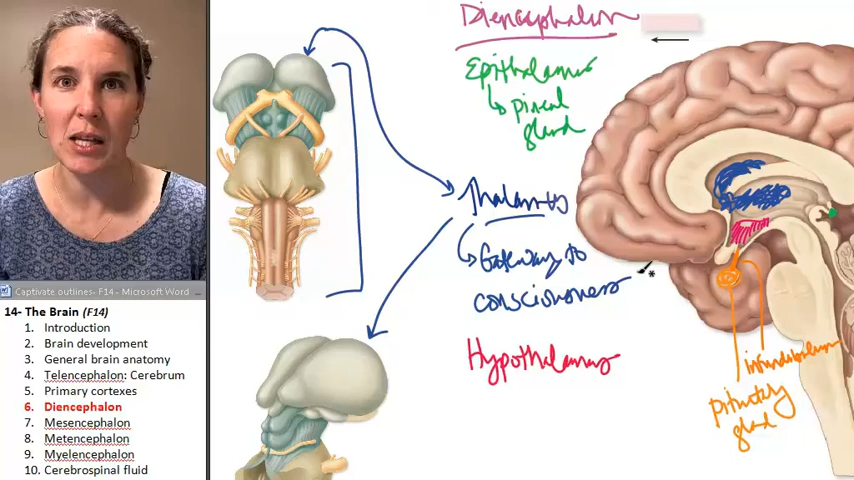 Diencephalon
Epithalamus
pineal
gland
Thalamus
Gateway to
consciousness
Hypothalamus
infundibulum
pituitary
gland
*
Captivate outlines- F14 - Microsoft Word
14- The Brain (F14)
1. Introduction
2. Brain development
3. General brain anatomy
4. Telencephalon: Cerebrum
5. Primary cortexes
6. Diencephalon
7. Mesencephalon
8. Metencephalon
9. Myelencephalon
10. Cerebrospinal fluid